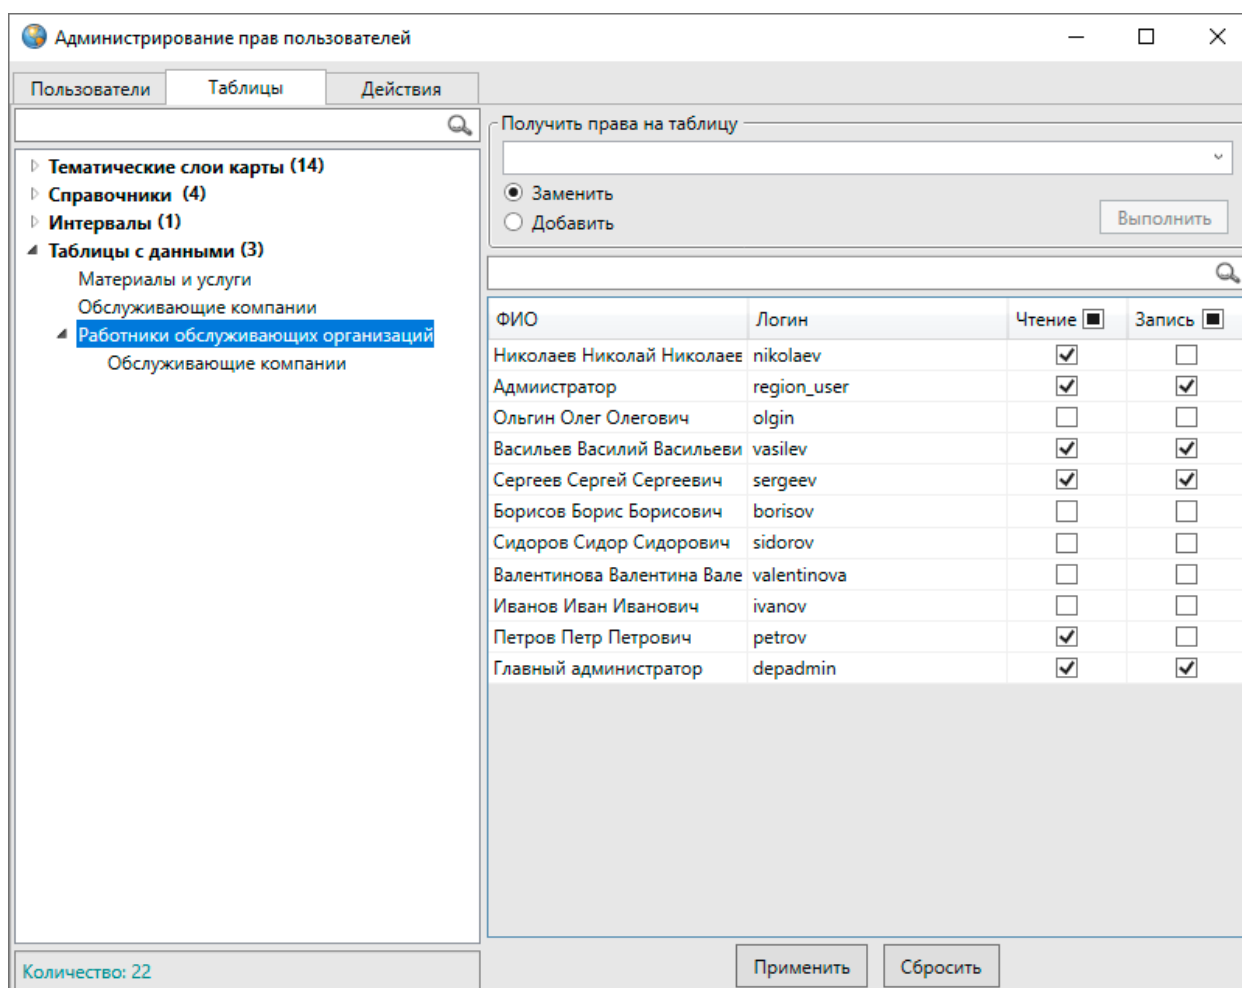 Администрирование прав пользователей
Пользователи Таблицы Действия
Получить права на таблицу
Заменить
Добавить
Выполнить
Тематические слои карты (14)
Справочники (4)
Интервалы (1)
Таблицы с данными (3)
Материалы и услуги
Обслуживающие компании
Работники обслуживающих организаций
Обслуживающие компании
ФИО Логин Чтение Запись
Николаев Николай Николаев nikolaev
Адмиистратор region_user
Ольгин Олег Олегович olgin
Васильев Василий Васильеви vasilev
Сергеев Сергей Сергеевич sergeev
Борисов Борис Борисович borisov
Сидоров Сидор Сидорович sidorov
Валентинова Валентина Вале valentinova
Иванов Иван Иванович ivanov
Петров Петр Петрович petrov
Главный администратор depadmin
Количество: 22
Применить Сбросить